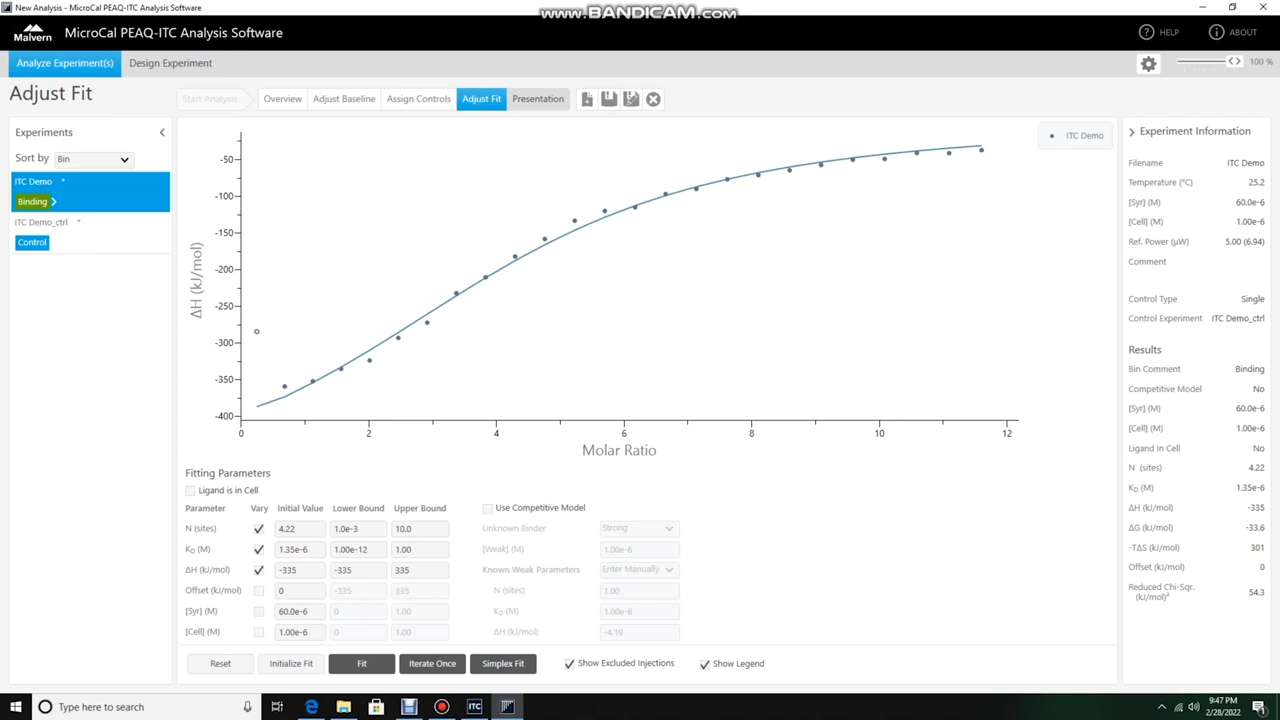 New Analysis - MicroCal PEAQ-ITC Analysis Software
www.BANDICAM.com
Malvern MicroCal PEAQ-ITC Analysis Software
? HELP i ABOUT
Analyze Experiment(s) Design Experiment
100 %
Adjust Fit
Start Analysis Overview Adjust Baseline Assign Controls Adjust Fit Presentation
Experiments
Sort by Bin
ITC Demo *
Binding
ITC Demo_ctrl *
Control
ITC Demo
-50
-100
-150
-200
-250
-300
-350
-400
ΔH (kJ/mol)
0 2 4 6 8 10 12
Molar Ratio
Fitting Parameters
Ligand is in Cell
Parameter Vary Initial Value Lower Bound Upper Bound
N (sites) 4.22 1.0e-3 10.0
KD (M) 1.35e-6 1.00e-12 1.00
ΔH (kJ/mol) -335 -335 335
Offset (kJ/mol) 0 -335 335
[Syr] (M) 60.0e-6 0 1.00
[Cell] (M) 1.00e-6 0 1.00
Use Competitive Model
Unknown Binder Strong
[Weak] (M) 1.00e-6
Known Weak Parameters Enter Manually
N (sites) 1.00
KD (M) 1.00e-6
ΔH (kJ/mol) -4.19
Reset Initialize Fit Fit Iterate Once Simplex Fit Show Excluded Injections Show Legend
Experiment Information
Filename ITC Demo
Temperature (°C) 25.2
[Syr] (M) 60.0e-6
[Cell] (M) 1.00e-6
Ref. Power (µW) 5.00 (6.94)
Comment
Control Type Single
Control Experiment ITC Demo_ctrl
Results
Bin Comment Binding
Competitive Model No
[Syr] (M) 60.0e-6
[Cell] (M) 1.00e-6
Ligand In Cell No
N (sites) 4.22
KD (M) 1.35e-6
ΔH (kJ/mol) -335
ΔG (kJ/mol) -33.6
-TΔS (kJ/mol) 301
Offset (kJ/mol) 0
Reduced Chi-Sqr.
(kJ/mol)² 54.3
Type here to search
ITC
9:47 PM
2/28/2022
1